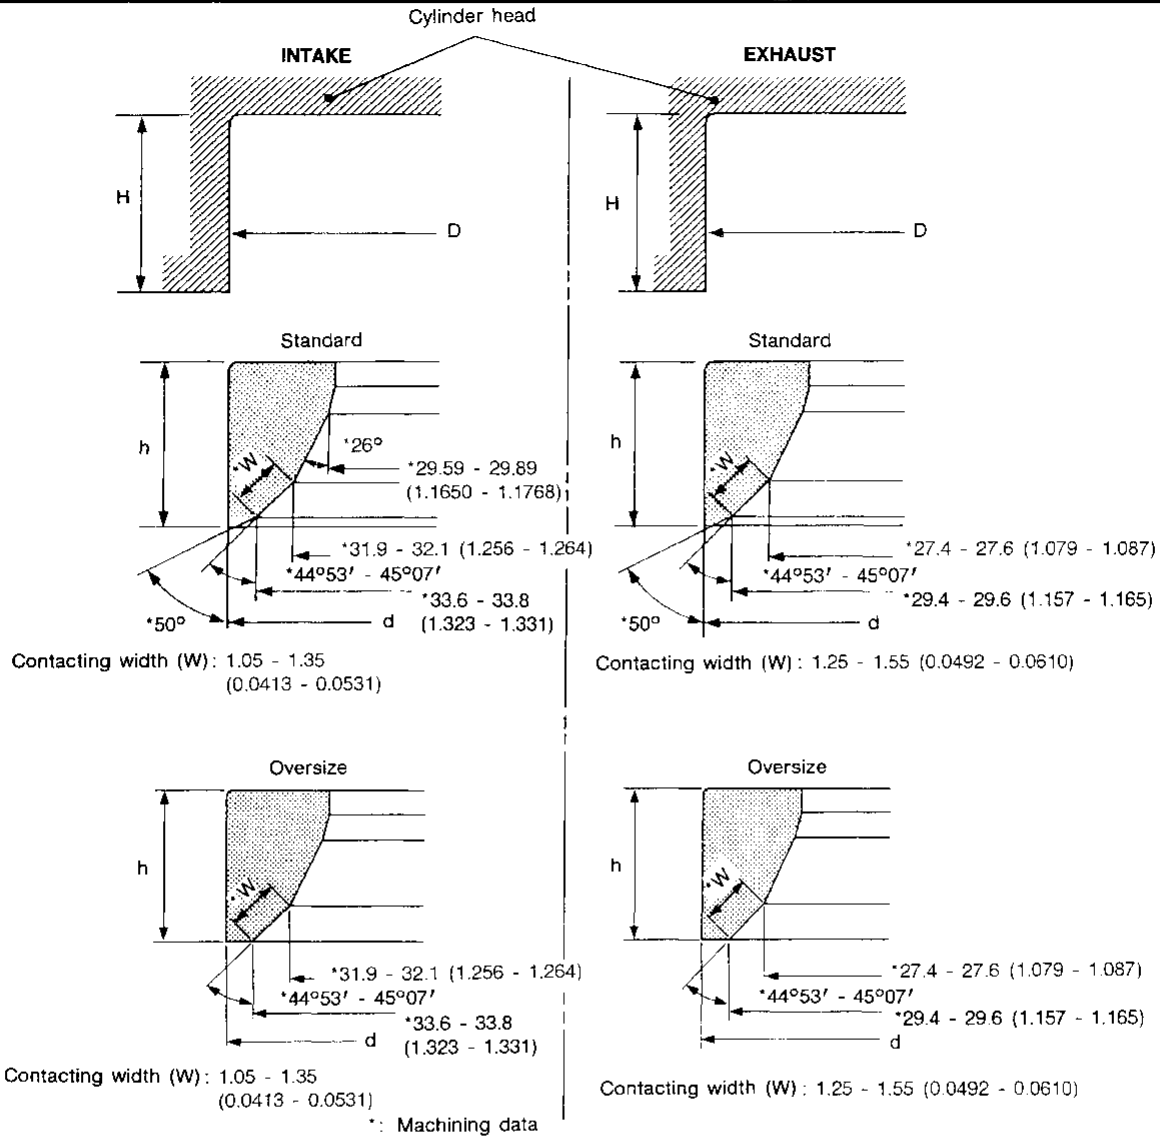 Cylinder head
INTAKE
EXHAUST
H
D
H
D
Standard
Standard
h
*W
*26°
*29.59 - 29.89
(1.1650 - 1.1768)
*31.9 - 32.1 (1.256 - 1.264)
*44°53′ - 45°07′
*33.6 - 33.8
(1.323 - 1.331)
*50°
d
h
*W
*27.4 - 27.6 (1.079 - 1.087)
*44°53′ - 45°07′
*29.4 - 29.6 (1.157 - 1.165)
*50°
d
Contacting width (W) : 1.05 - 1.35
(0.0413 - 0.0531)
Contacting width (W) : 1.25 - 1.55 (0.0492 - 0.0610)
Oversize
Oversize
h
*W
*31.9 - 32.1 (1.256 - 1.264)
*44°53′ - 45°07′
*33.6 - 33.8
(1.323 - 1.331)
d
h
*W
*27.4 - 27.6 (1.079 - 1.087)
*44°53′ - 45°07′
*29.4 - 29.6 (1.157 - 1.165)
d
Contacting width (W) : 1.05 - 1.35
(0.0413 - 0.0531)
Contacting width (W) : 1.25 - 1.55 (0.0492 - 0.0610)
*: Machining data